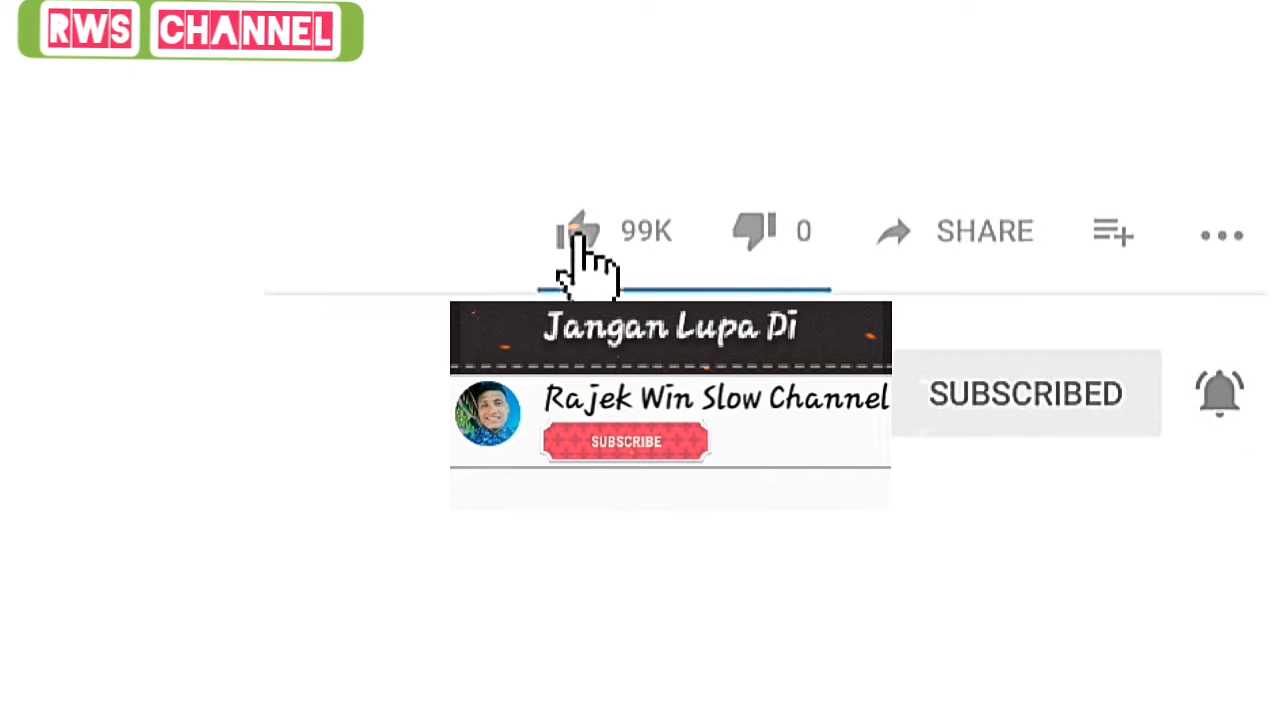 RWS CHANNEL
99K 0 SHARE
Jangan Lupa Di
Rajek Win Slow Channel
SUBSCRIBE
SUBSCRIBED